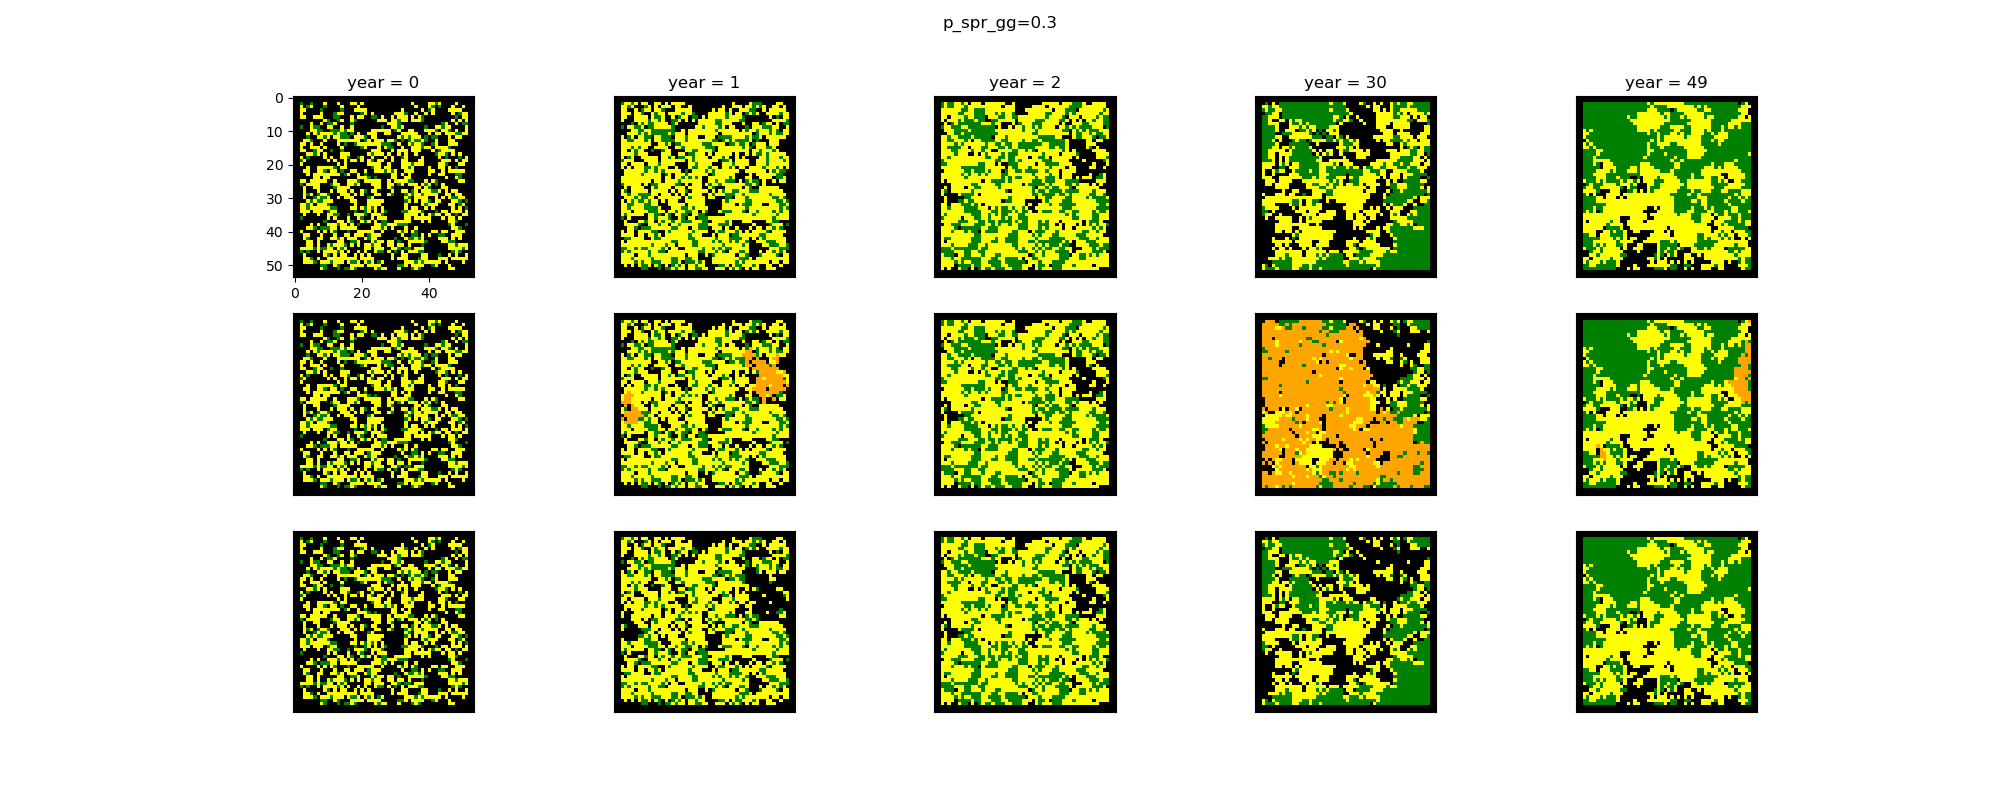 p_spr_gg=0.3
year = 0
year = 1
year = 2
year = 30
year = 49
0
10
20
30
40
50
0
20
40